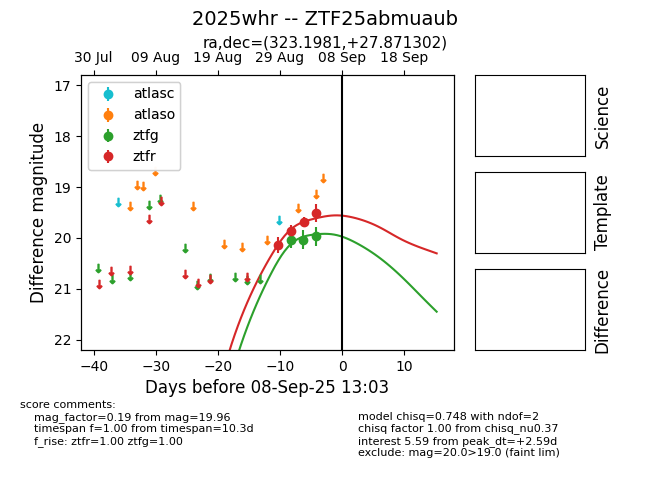 2025whr -- ZTF25abmuaub
ra,dec=(323.1981,+27.871302)
30 Jul 09 Aug 19 Aug 29 Aug 08 Sep 18 Sep
17
18
19
20
21
22
Difference magnitude
atlasc
atlaso
ztfg
ztfr
−40 −30 −20 −10 0 10
Days before 08-Sep-25 13:03
Science
Template
Difference
score comments:
mag_factor=0.19 from mag=19.96
timespan f=1.00 from timespan=10.3d
f_rise: ztfr=1.00 ztfg=1.00
model chisq=0.748 with ndof=2
chisq factor 1.00 from chisq_nu0.37
interest 5.59 from peak_dt=+2.59d
exclude: mag=20.0>19.0 (faint lim)